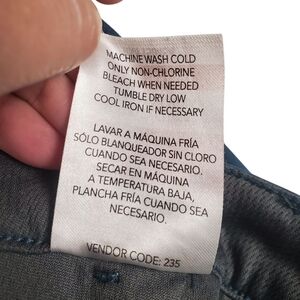 MACHINE WASH COLD
ONLY NON-CHLORINE
BLEACH WHEN NEEDED
TUMBLE DRY LOW
COOL IRON IF NECESSARY
LAVAR A MÁQUINA FRÍA
SÓLO BLANQUEADOR SIN CLORO
CUANDO SEA NECESARIO.
SECAR EN MÁQUINA
A TEMPERATURA BAJA,
PLANCHA FRÍA CUANDO SEA
NECESARIO.
VENDOR CODE: 235